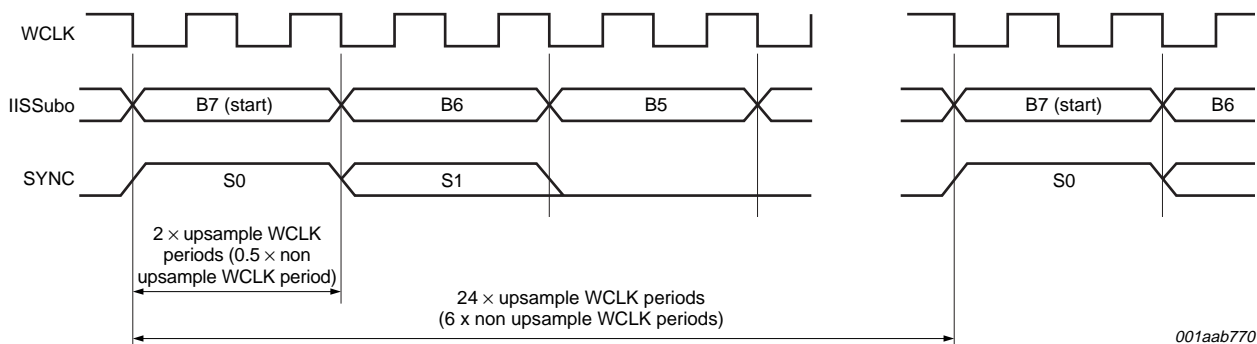 WCLK
IISSubo
B7 (start)
B6
B5
B7 (start)
B6
SYNC
S0
S1
S0
2 × upsample WCLK
periods (0.5 × non
upsample WCLK period)
24 × upsample WCLK periods
(6 x non upsample WCLK periods)
001aab770